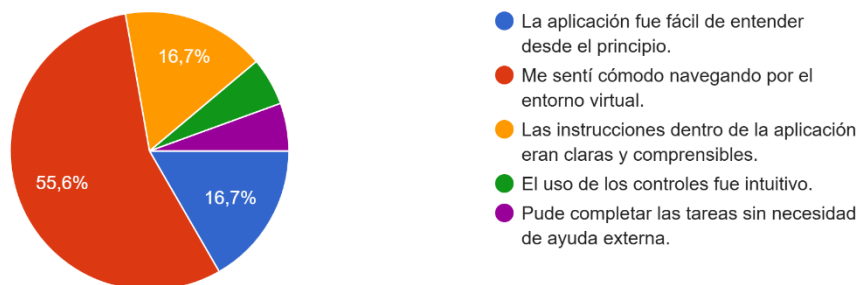 16,7%
55,6%
16,7%
La aplicación fue fácil de entender
desde el principio.
Me sentí cómodo navegando por el
entorno virtual.
Las instrucciones dentro de la aplicación
eran claras y comprensibles.
El uso de los controles fue intuitivo.
Pude completar las tareas sin necesidad
de ayuda externa.